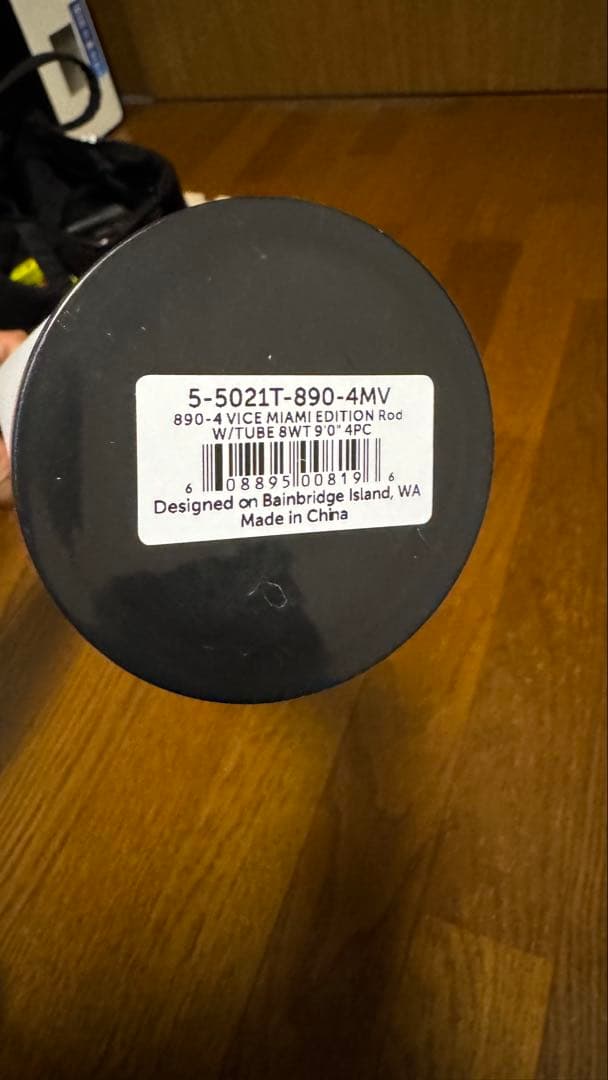 5-5021T-890-4MV
890-4 VICE MIAMI EDITION Rod
W/TUBE 8WT 9'0" 4PC
6 08895 00819 6
Designed on Bainbridge Island, WA
Made in China